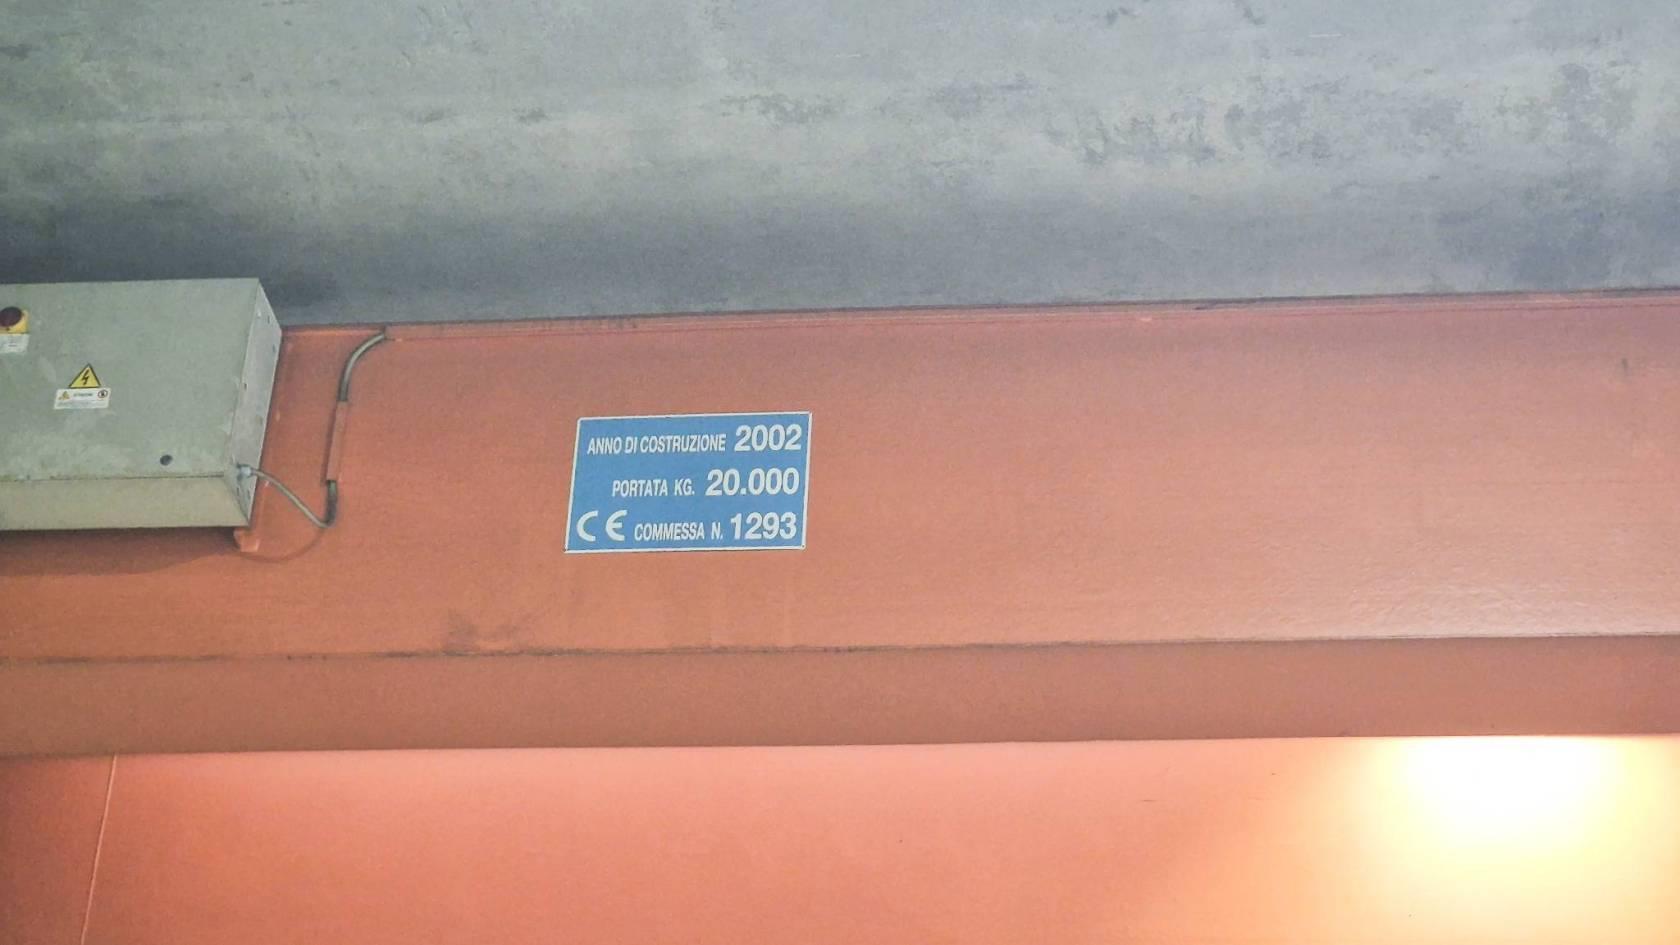 ANNO DI COSTRUZIONE 2002
PORTATA KG. 20.000
CE COMMESSA N. 1293